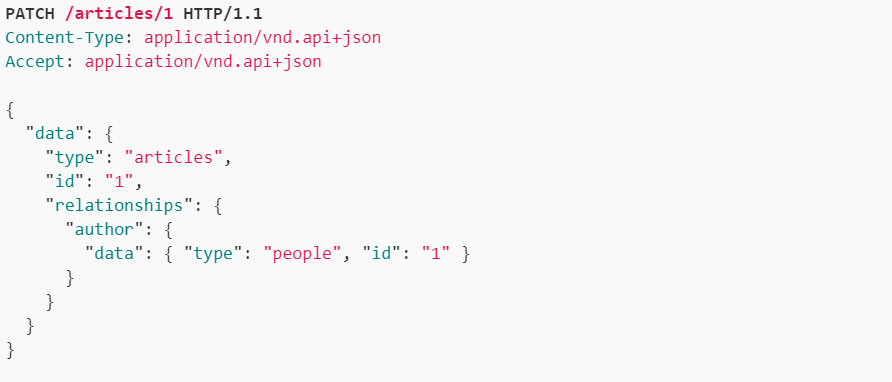 PATCH /articles/1 HTTP/1.1
Content-Type: application/vnd.api+json
Accept: application/vnd.api+json

{
  "data": {
    "type": "articles",
    "id": "1",
    "relationships": {
      "author": {
        "data": { "type": "people", "id": "1" }
      }
    }
  }
}